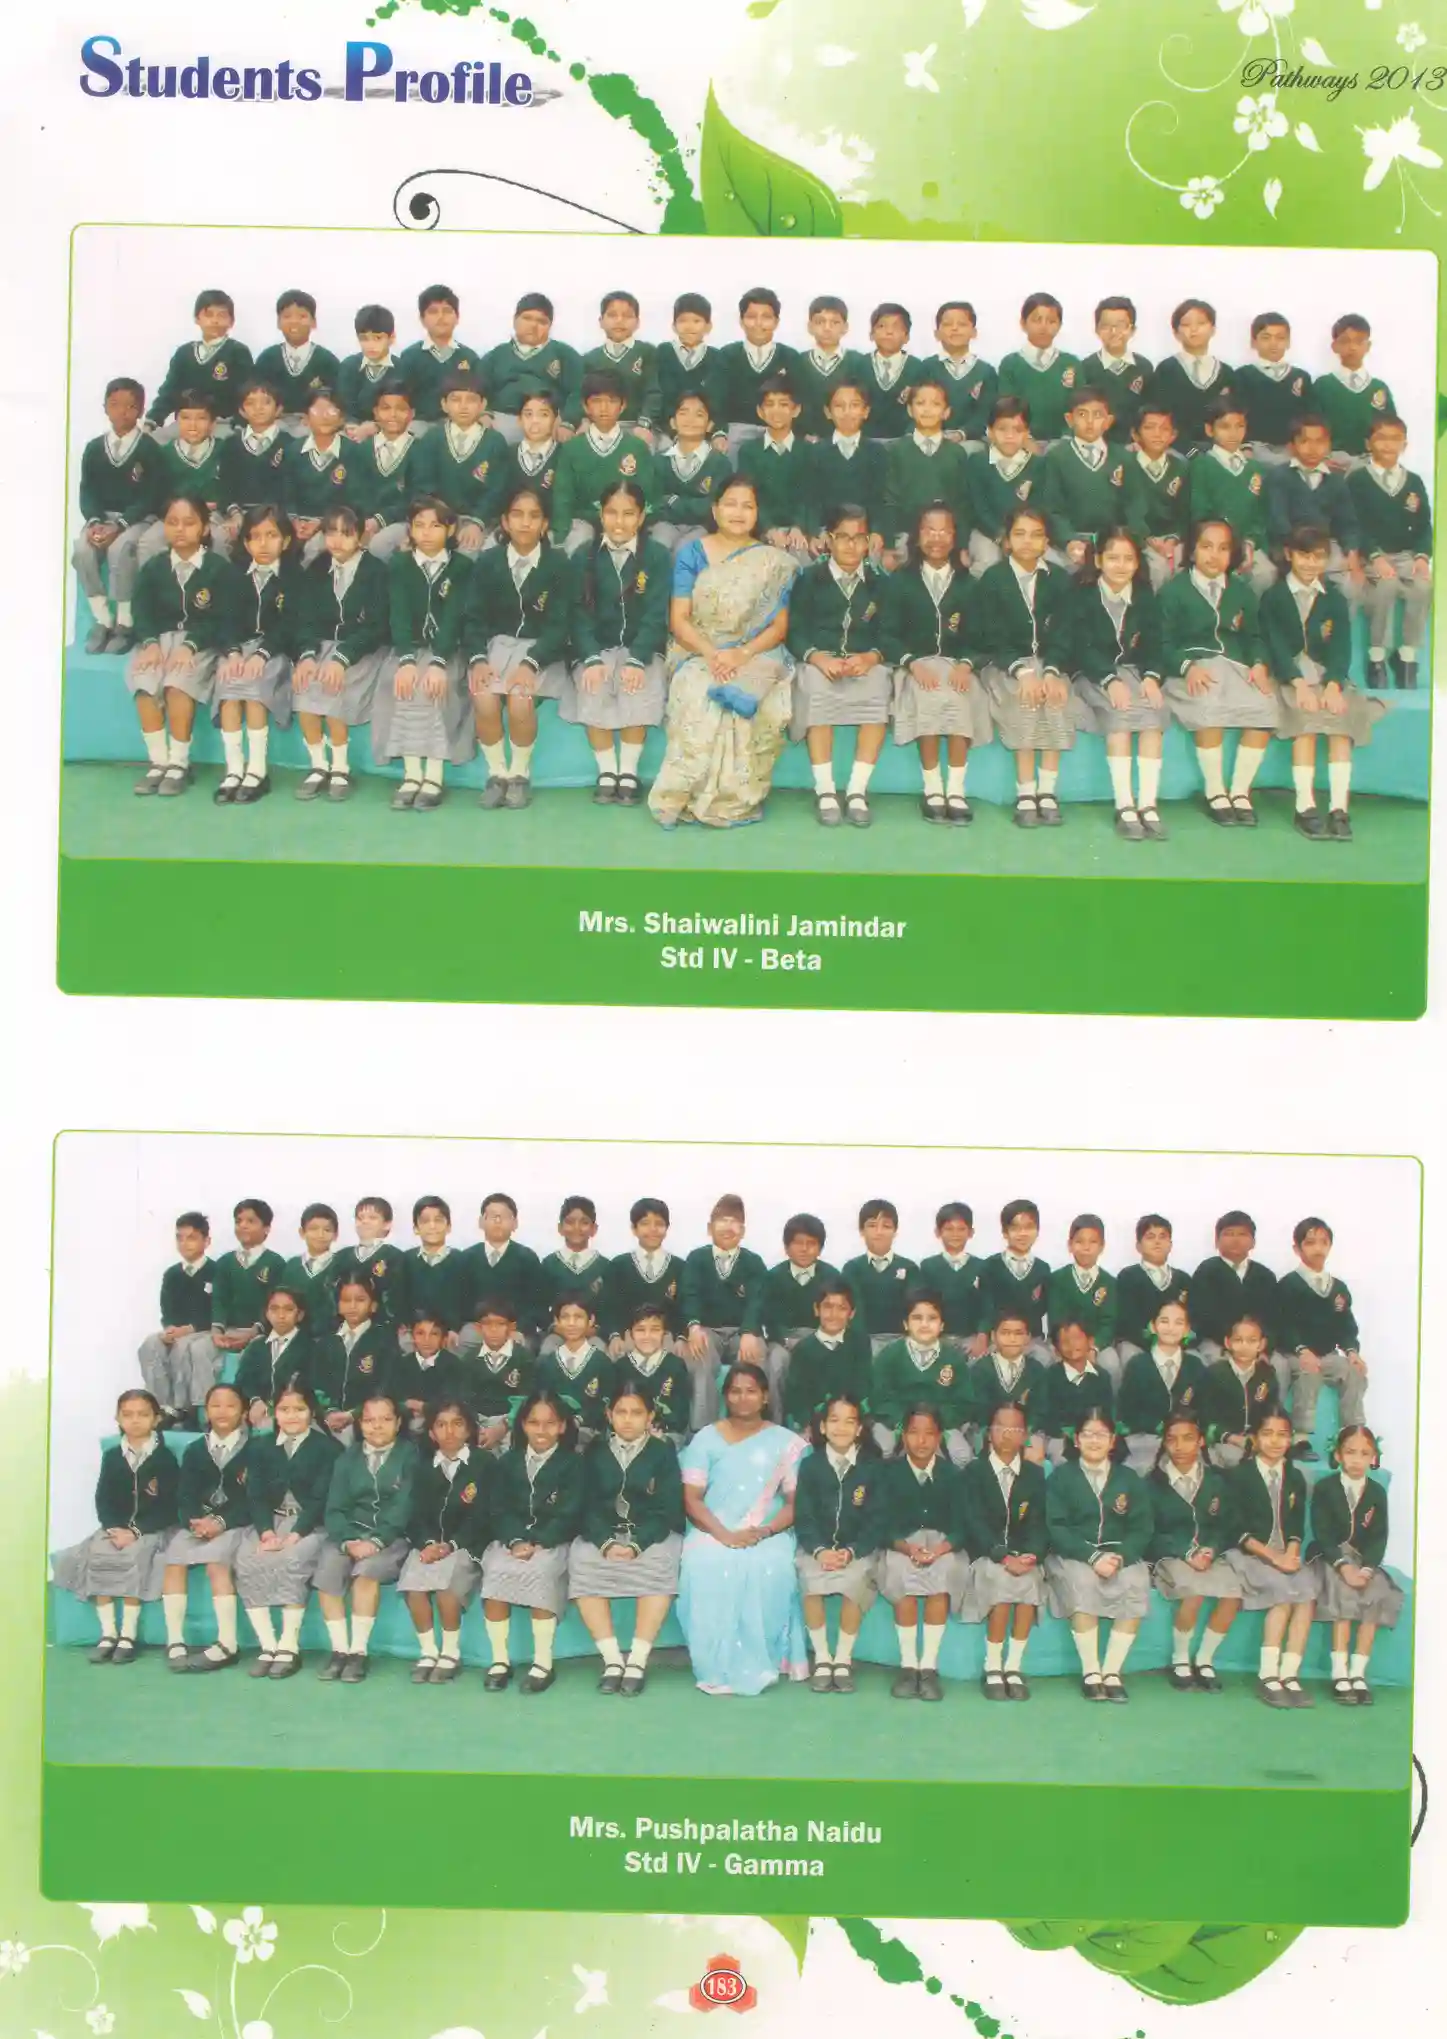 Students Profile
Pathways 2013
Mrs. Shaiwalini Jamindar
Std IV - Beta
Mrs. Pushpalatha Naidu
Std IV - Gamma
183